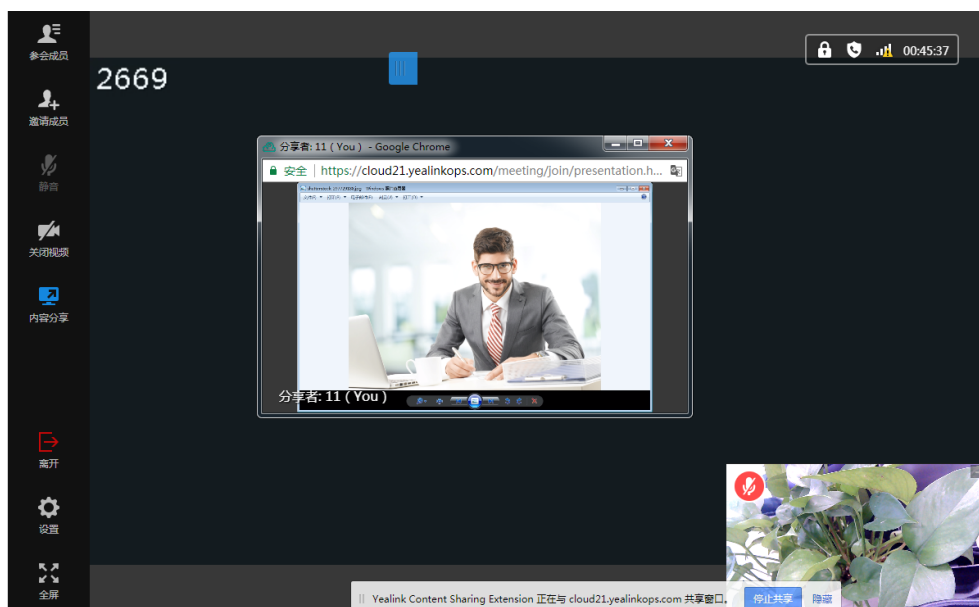 参会成员
邀请成员
静音
关闭视频
内容分享
离开
设置
全屏
00:45:37
2669
分享者: 11 ( You ) - Google Chrome
安全 | https://cloud21.yealinkops.com/meeting/join/presentation.h...
分享者: 11 ( You )
Yealink Content Sharing Extension 正在与 cloud21.yealinkops.com 共享窗口。
停止共享
隐藏